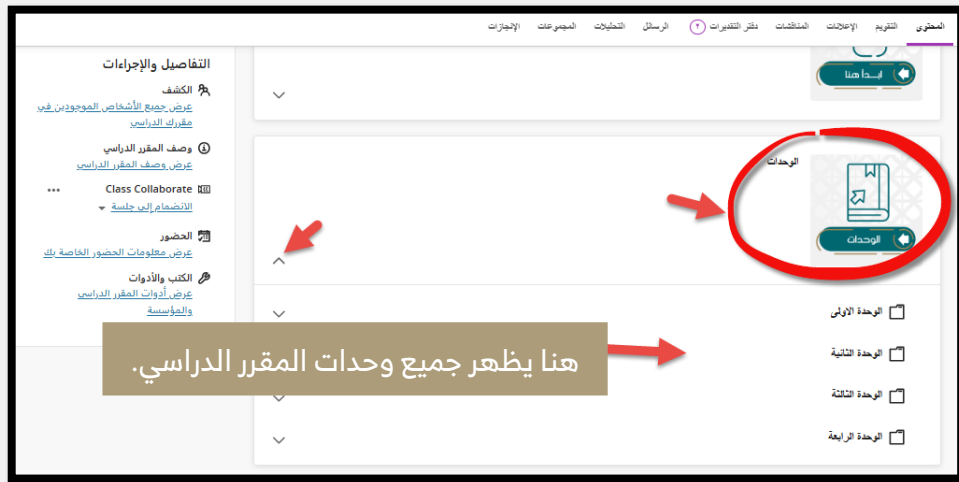 المحتوى التقويم الإعلانات المناقشات دفتر التقديرات ٢ الرسائل التحليلات المجموعات الإنجازات
ابدأ هنا
الوحدات
الوحدات
الوحدة الاولى
الوحدة الثانية
الوحدة الثالثة
الوحدة الرابعة
هنا يظهر جميع وحدات المقرر الدراسي.
التفاصيل والإجراءات
الكشف
عرض جميع الأشخاص الموجودين في
مقررك الدراسي
وصف المقرر الدراسي
عرض وصف المقرر الدراسي
Class Collaborate
الانضمام إلى جلسة
الحضور
عرض معلومات الحضور الخاصة بك
الكتب والأدوات
عرض أدوات المقرر الدراسي
والمؤسسة